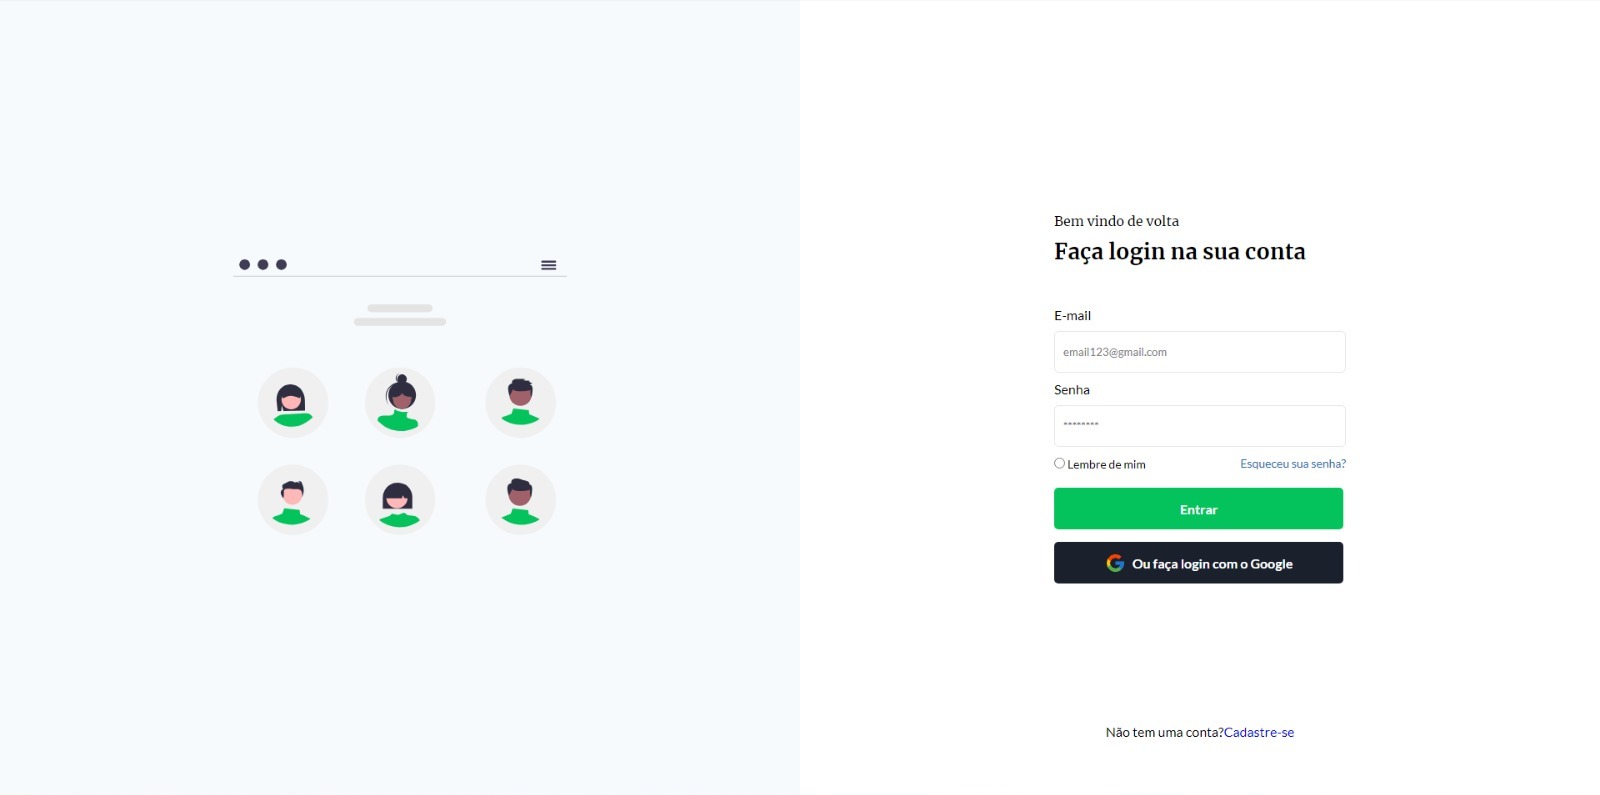 Bem vindo de volta
Faça login na sua conta
E-mail
email123@gmail.com
Senha
********
Lembre de mim
Esqueceu sua senha?
Entrar
Ou faça login com o Google
Não tem uma conta?Cadastre-se